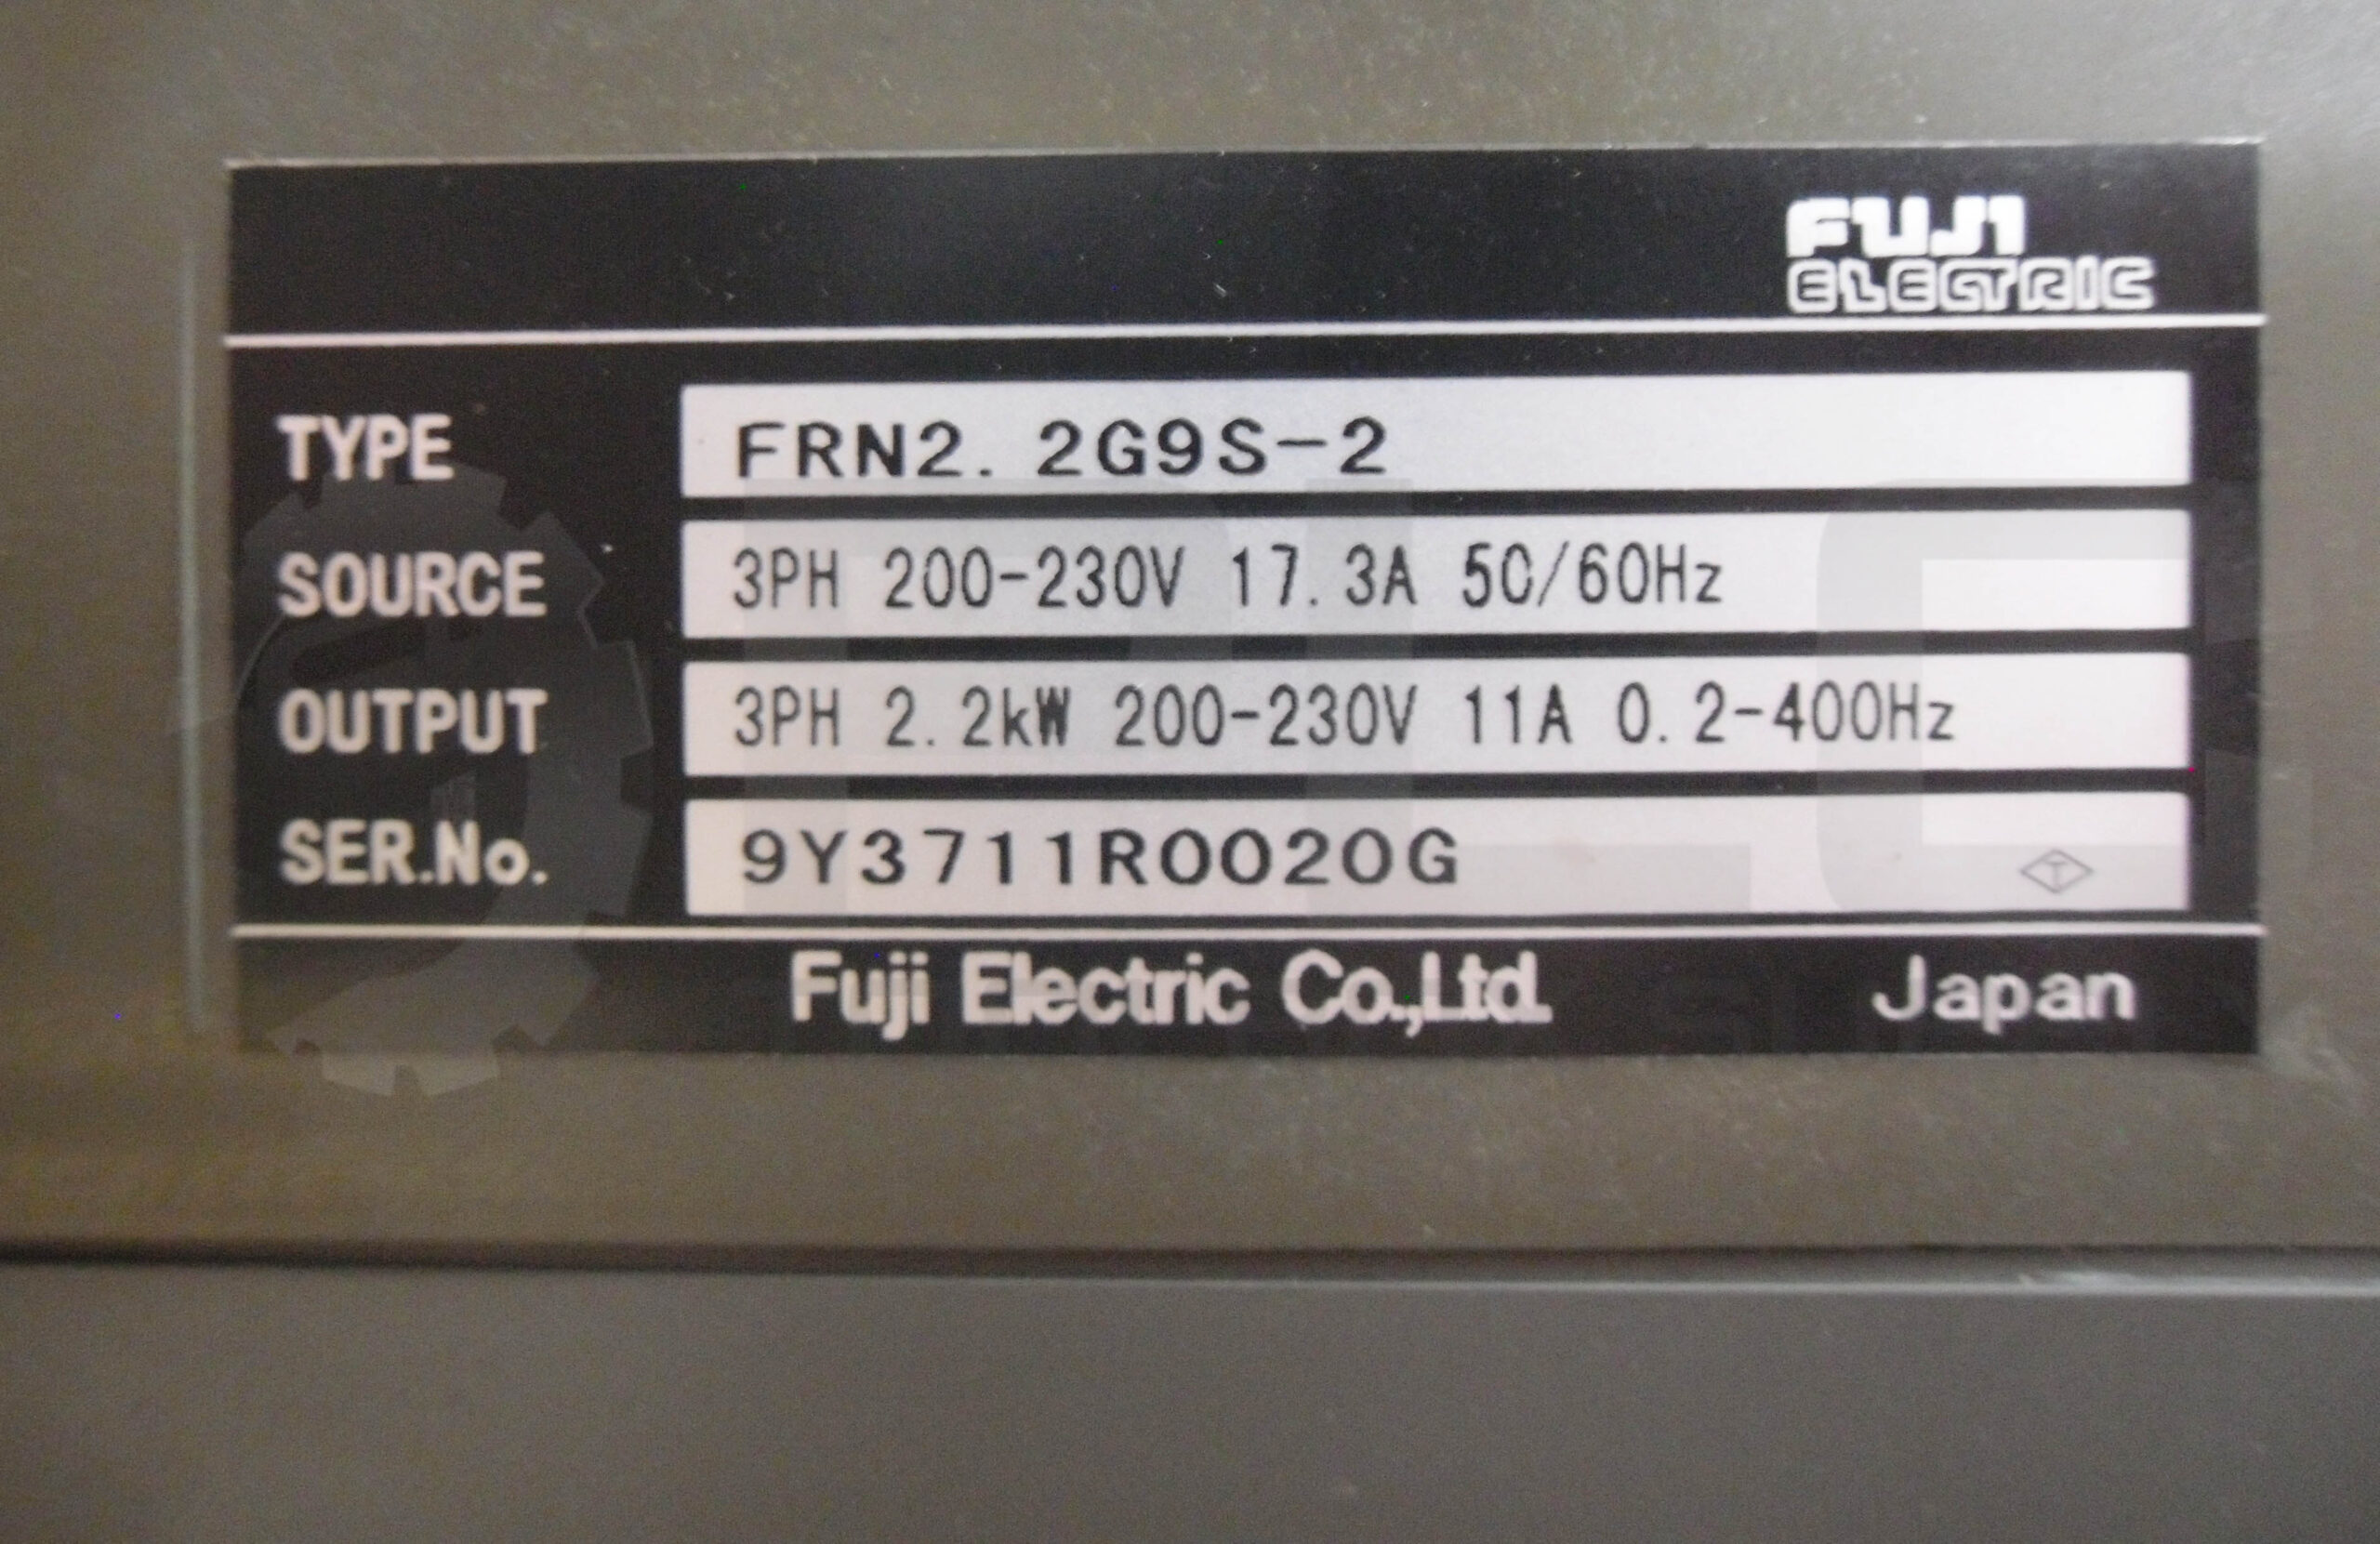 FUJI
ELECTRIC
TYPE FRN2.2G9S-2
SOURCE 3PH 200-230V 17.3A 50/60Hz
OUTPUT 3PH 2.2kW 200-230V 11A 0.2-400Hz
SER.No. 9Y3711R0020G
T
Fuji Electric Co.,Ltd. Japan